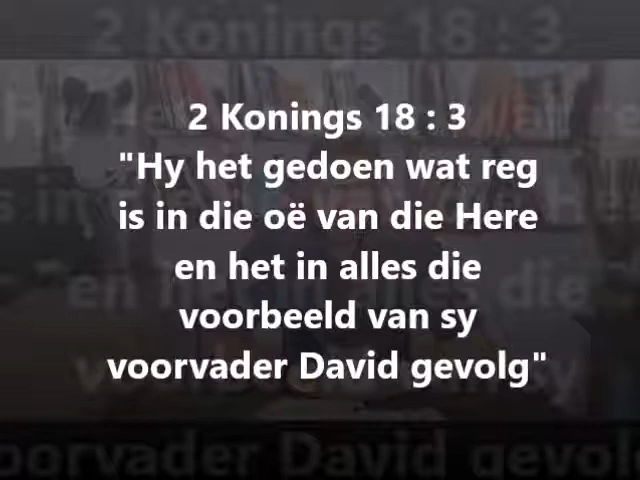 2 Konings 18 : 3
"Hy het gedoen wat reg
is in die oë van die Here
en het in alles die
voorbeeld van sy
voorvader David gevolg"